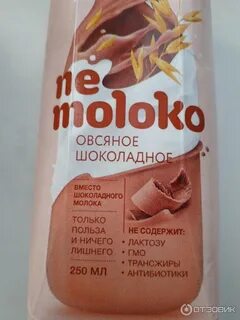 ne
moloko
ОВСЯНОЕ
ШОКОЛАДНОЕ
ВМЕСТО
ШОКОЛАДНОГО
МОЛОКА
ТОЛЬКО
ПОЛЬЗА
И НИЧЕГО
ЛИШНЕГО
250 МЛ
НЕ СОДЕРЖИТ:
• ЛАКТОЗУ
• ГМО
• ТРАНСЖИРЫ
• АНТИБИОТИКИ
ОТЗОВИК